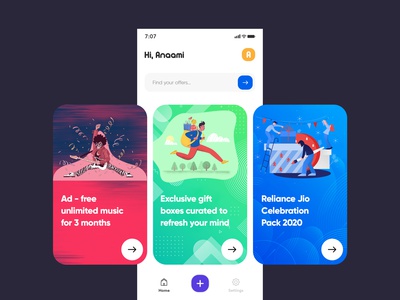 7:07
Hi, Anaami
A
Find your offers...
Ad - free
unlimited music
for 3 months
Exclusive gift
boxes curated to
refresh your mind
Reliance Jio
Celebration
Pack 2020
Home
Settings